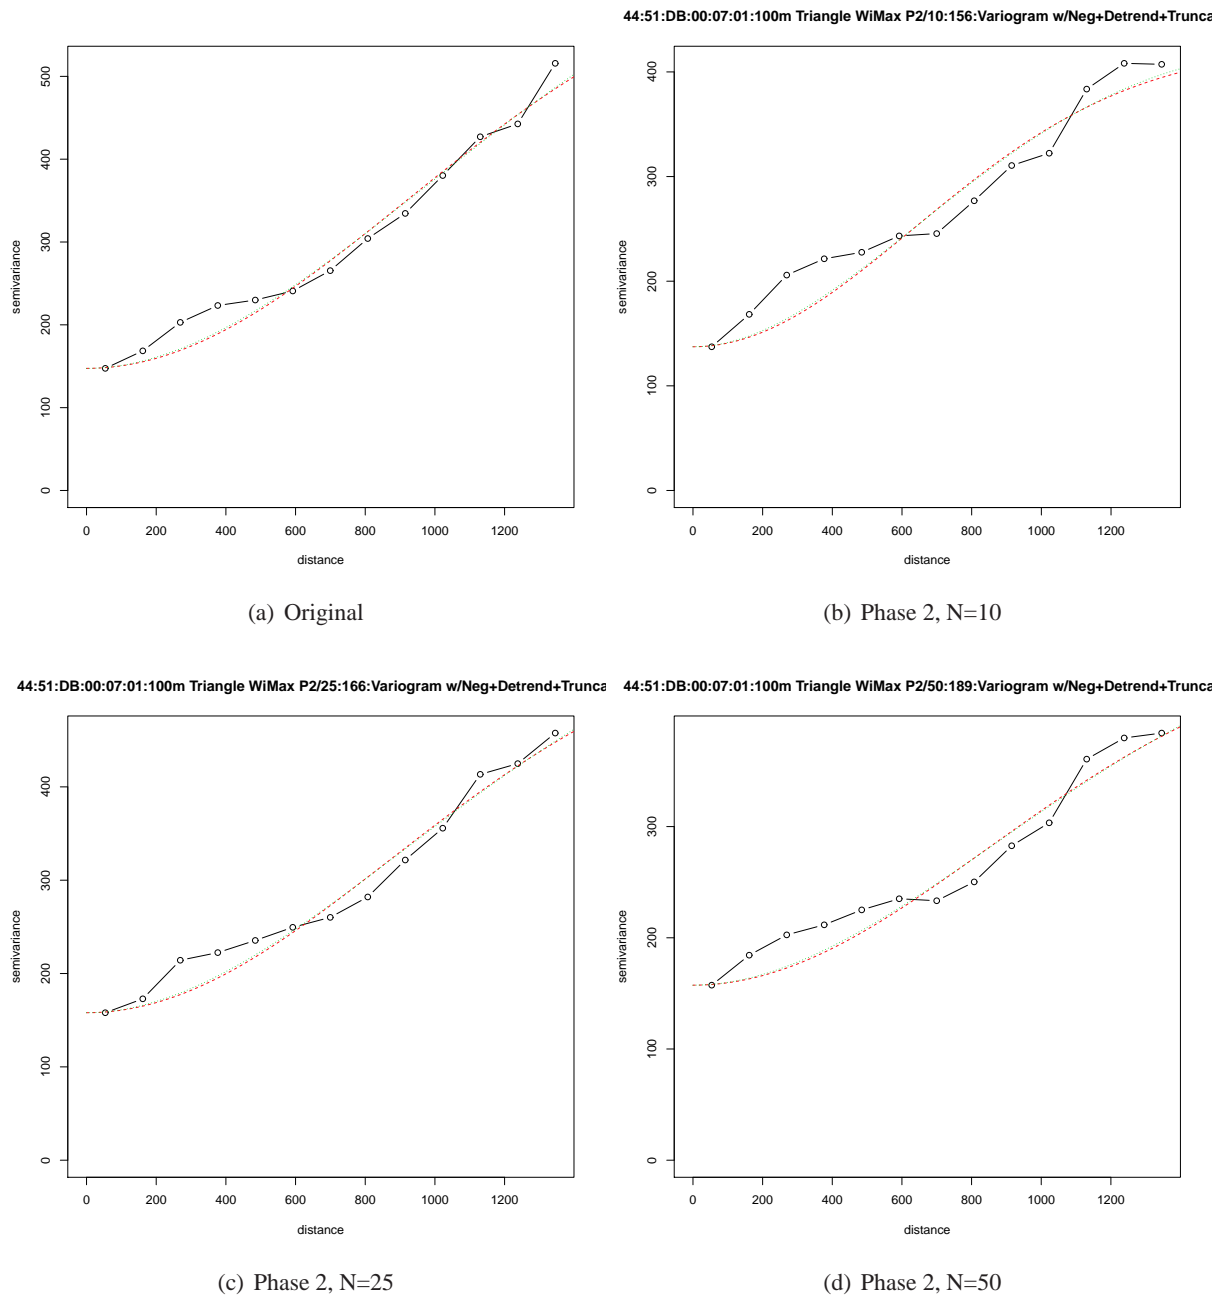 44:51:DB:00:07:01:100m Triangle WiMax P2/10:156:Variogram w/Neg+Detrend+Trunca
semivariance
0 100 200 300 400 500
0 200 400 600 800 1000 1200
distance
(a) Original
semivariance
0 100 200 300 400
0 200 400 600 800 1000 1200
distance
(b) Phase 2, N=10
44:51:DB:00:07:01:100m Triangle WiMax P2/25:166:Variogram w/Neg+Detrend+Trunca
semivariance
0 100 200 300 400
0 200 400 600 800 1000 1200
distance
(c) Phase 2, N=25
44:51:DB:00:07:01:100m Triangle WiMax P2/50:189:Variogram w/Neg+Detrend+Trunca
semivariance
0 100 200 300
0 200 400 600 800 1000 1200
distance
(d) Phase 2, N=50